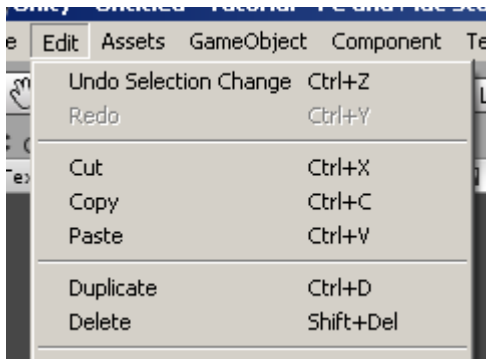 Edit Assets GameObject Component Te
Undo Selection Change Ctrl+Z
Redo Ctrl+Y
Cut Ctrl+X
Copy Ctrl+C
Paste Ctrl+V
Duplicate Ctrl+D
Delete Shift+Del